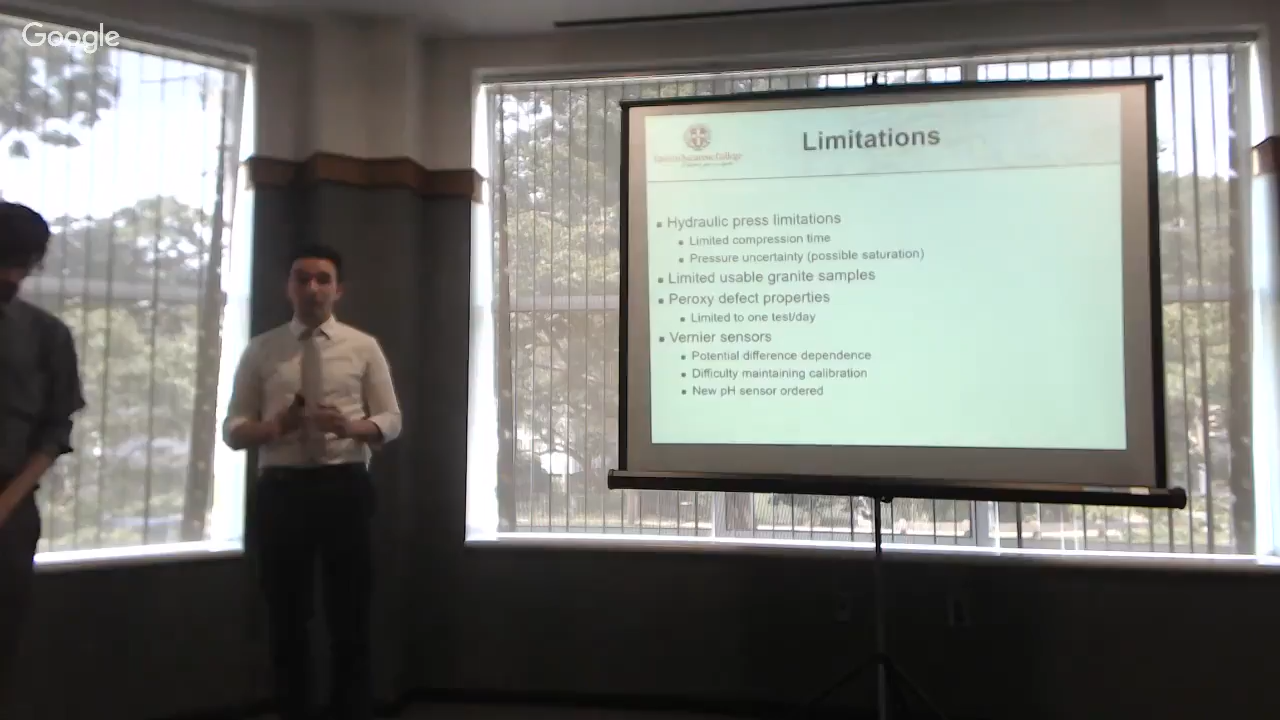 Google
Limitations
Hydraulic press limitations
Limited compression time
Pressure uncertainty (possible saturation)
Limited usable granite samples
Peroxy defect properties
Limited to one test/day
Vernier sensors
Potential difference dependence
Difficulty maintaining calibration
New pH sensor ordered